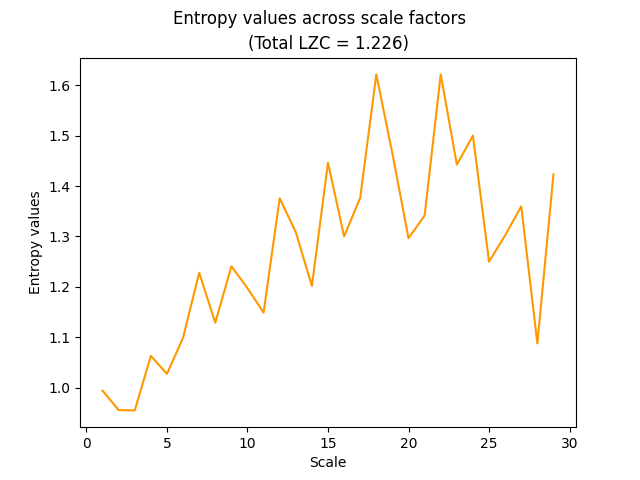 Entropy values across scale factors
(Total LZC = 1.226)
1.6
1.5
1.4
1.3
1.2
1.1
1.0
Entropy values
0 5 10 15 20 25 30
Scale